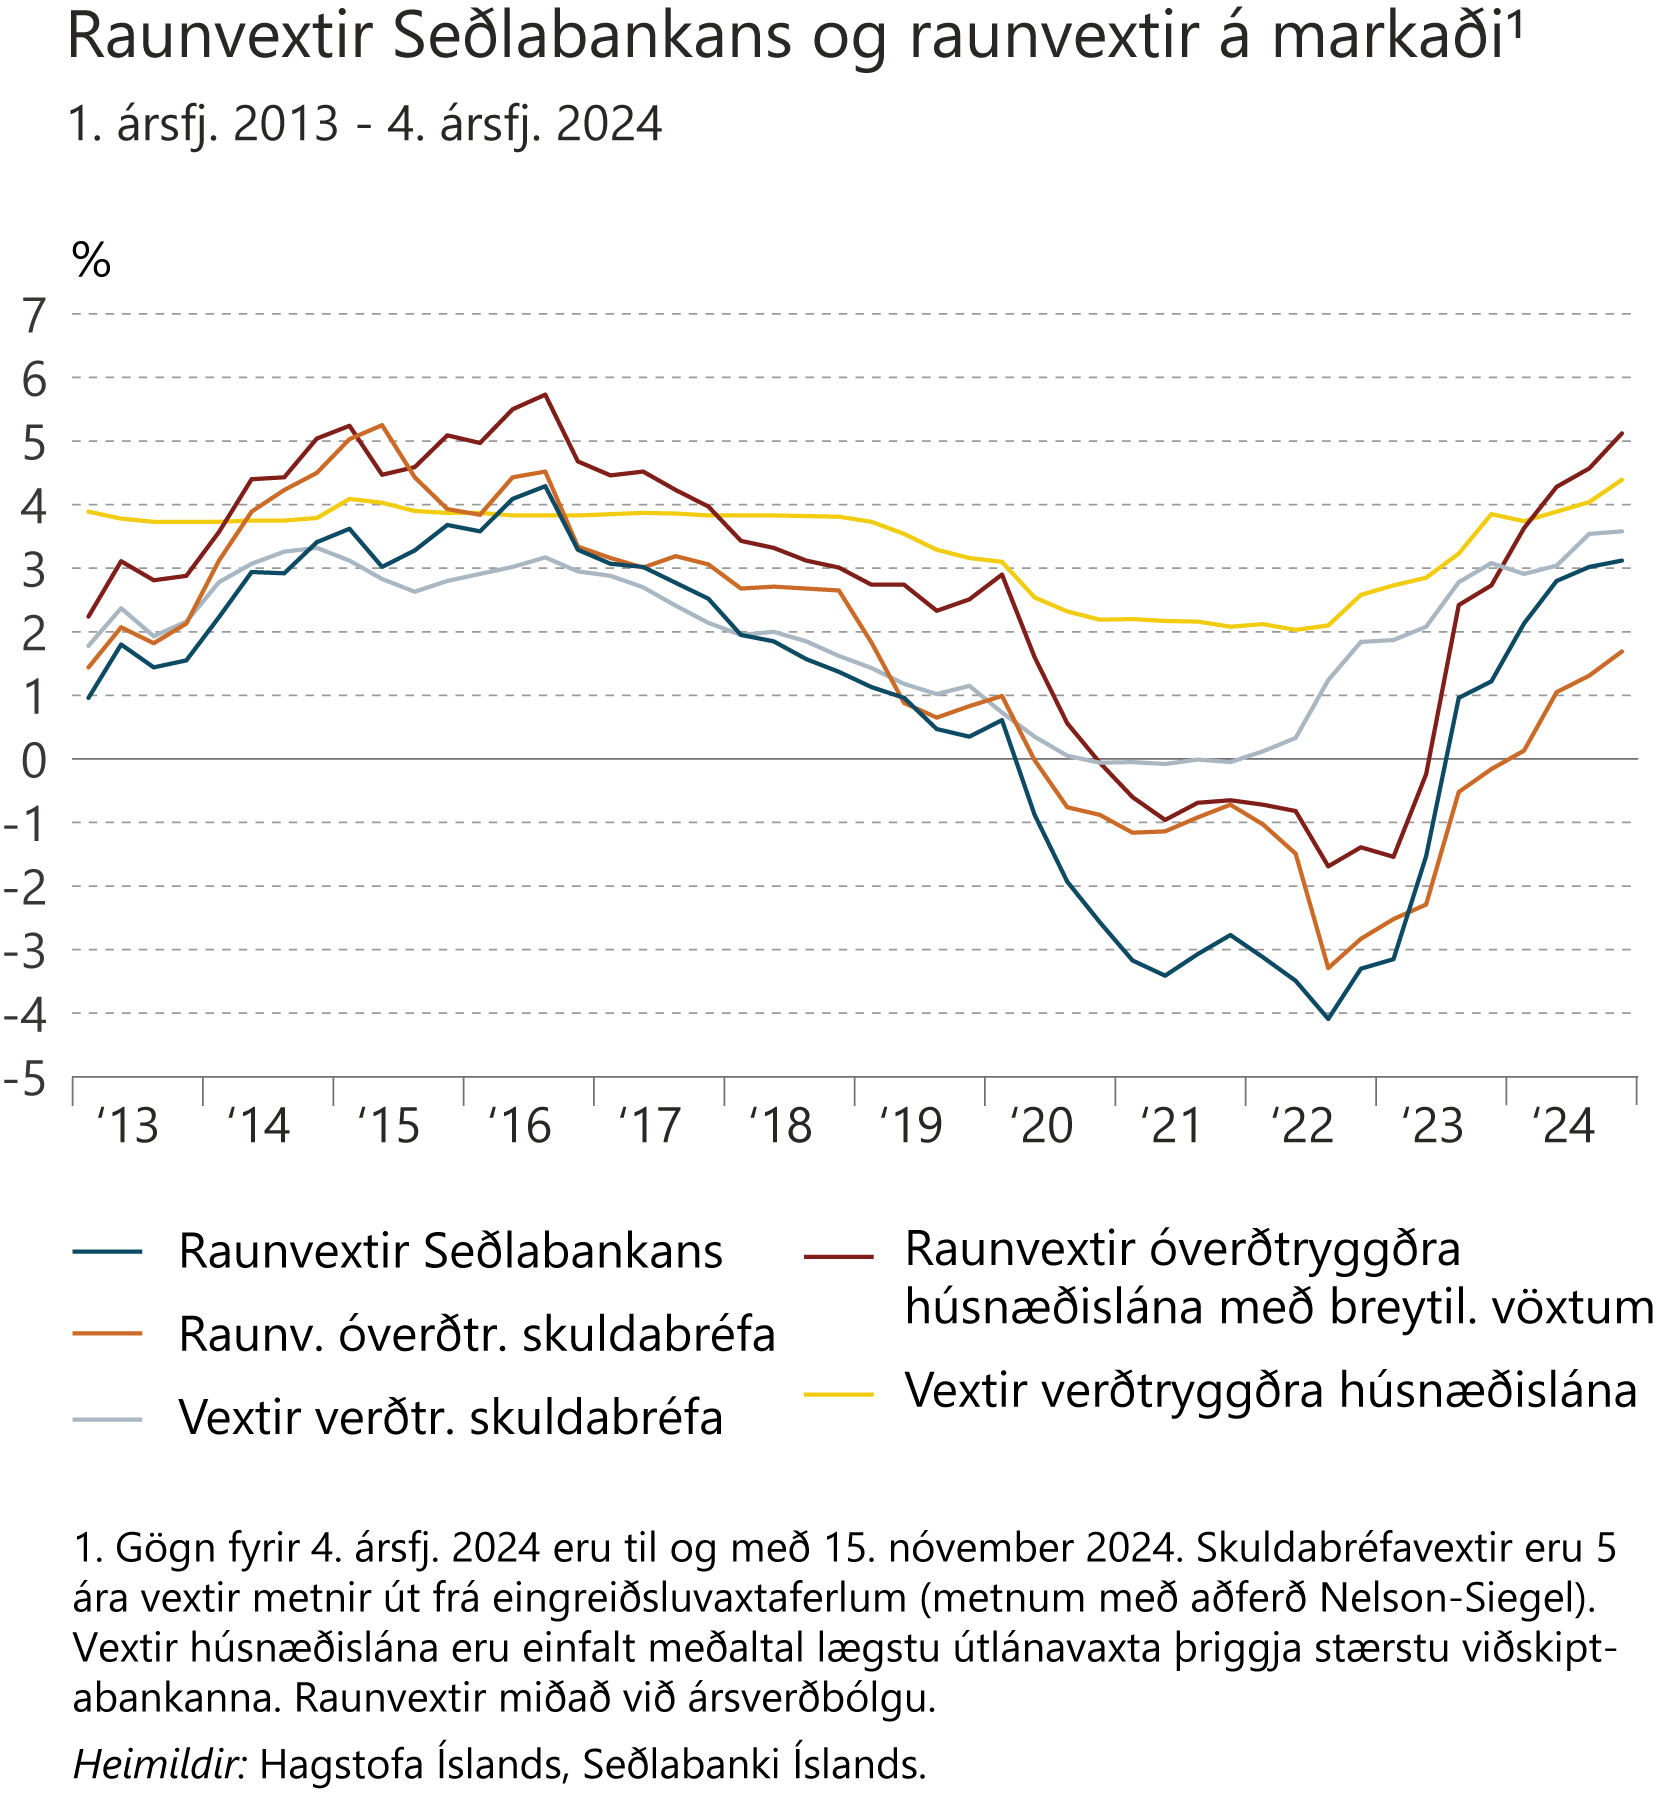 Raunvextir Seðlabankans og raunvextir á markaði¹
1. ársfj. 2013 - 4. ársfj. 2024
%
7
6
5
4
3
2
1
0
-1
-2
-3
-4
-5
‘13 ‘14 ‘15 ‘16 ‘17 ‘18 ‘19 ‘20 ‘21 ‘22 ‘23 ‘24
Raunvextir Seðlabankans
Raunv. óverðtr. skuldabréfa
Vextir verðtr. skuldabréfa
Raunvextir óverðtryggðra
húsnæðislána með breytil. vöxtum
Vextir verðtryggðra húsnæðislána
1. Gögn fyrir 4. ársfj. 2024 eru til og með 15. nóvember 2024. Skuldabréfavextir eru 5
ára vextir metnir út frá eingreiðsluvaxtaferlum (metnum með aðferð Nelson-Siegel).
Vextir húsnæðislána eru einfalt meðaltal lægstu útlánavaxta þriggja stærstu viðskipt-
abankanna. Raunvextir miðað við ársverðbólgu.
Heimildir: Hagstofa Íslands, Seðlabanki Íslands.